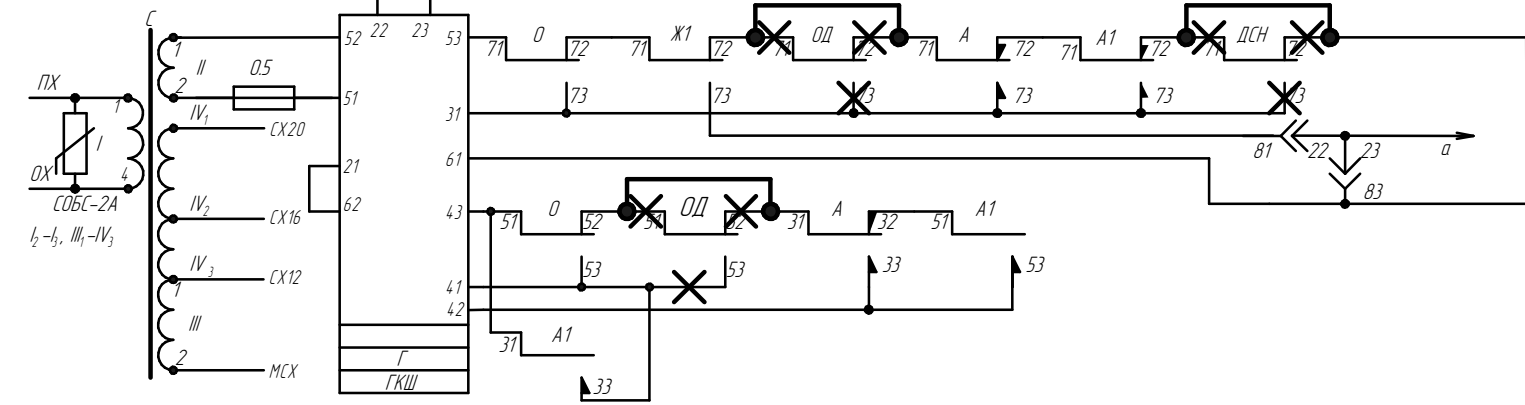 С
22 23
1 52 53 71 О 72 71 Ж1 72 71 ОД 72 71 А 72 71 А1 72 71 ДСН 72
II 0.5
ПХ 1 2 51 73 73 73 73 73 73
31
IV1 СХ20
I
81 22 23 а
21 61
ОХ 4 83
62 43 51 О 52 51 ОД 52 31 А 32 51 А1
СОБС-2А IV2 СХ16
I2-I3, III1-IV3
IV3 СХ12 53 53 33 53
1 41
42
III А1
31
2 МСХ Г
ГКШ 33